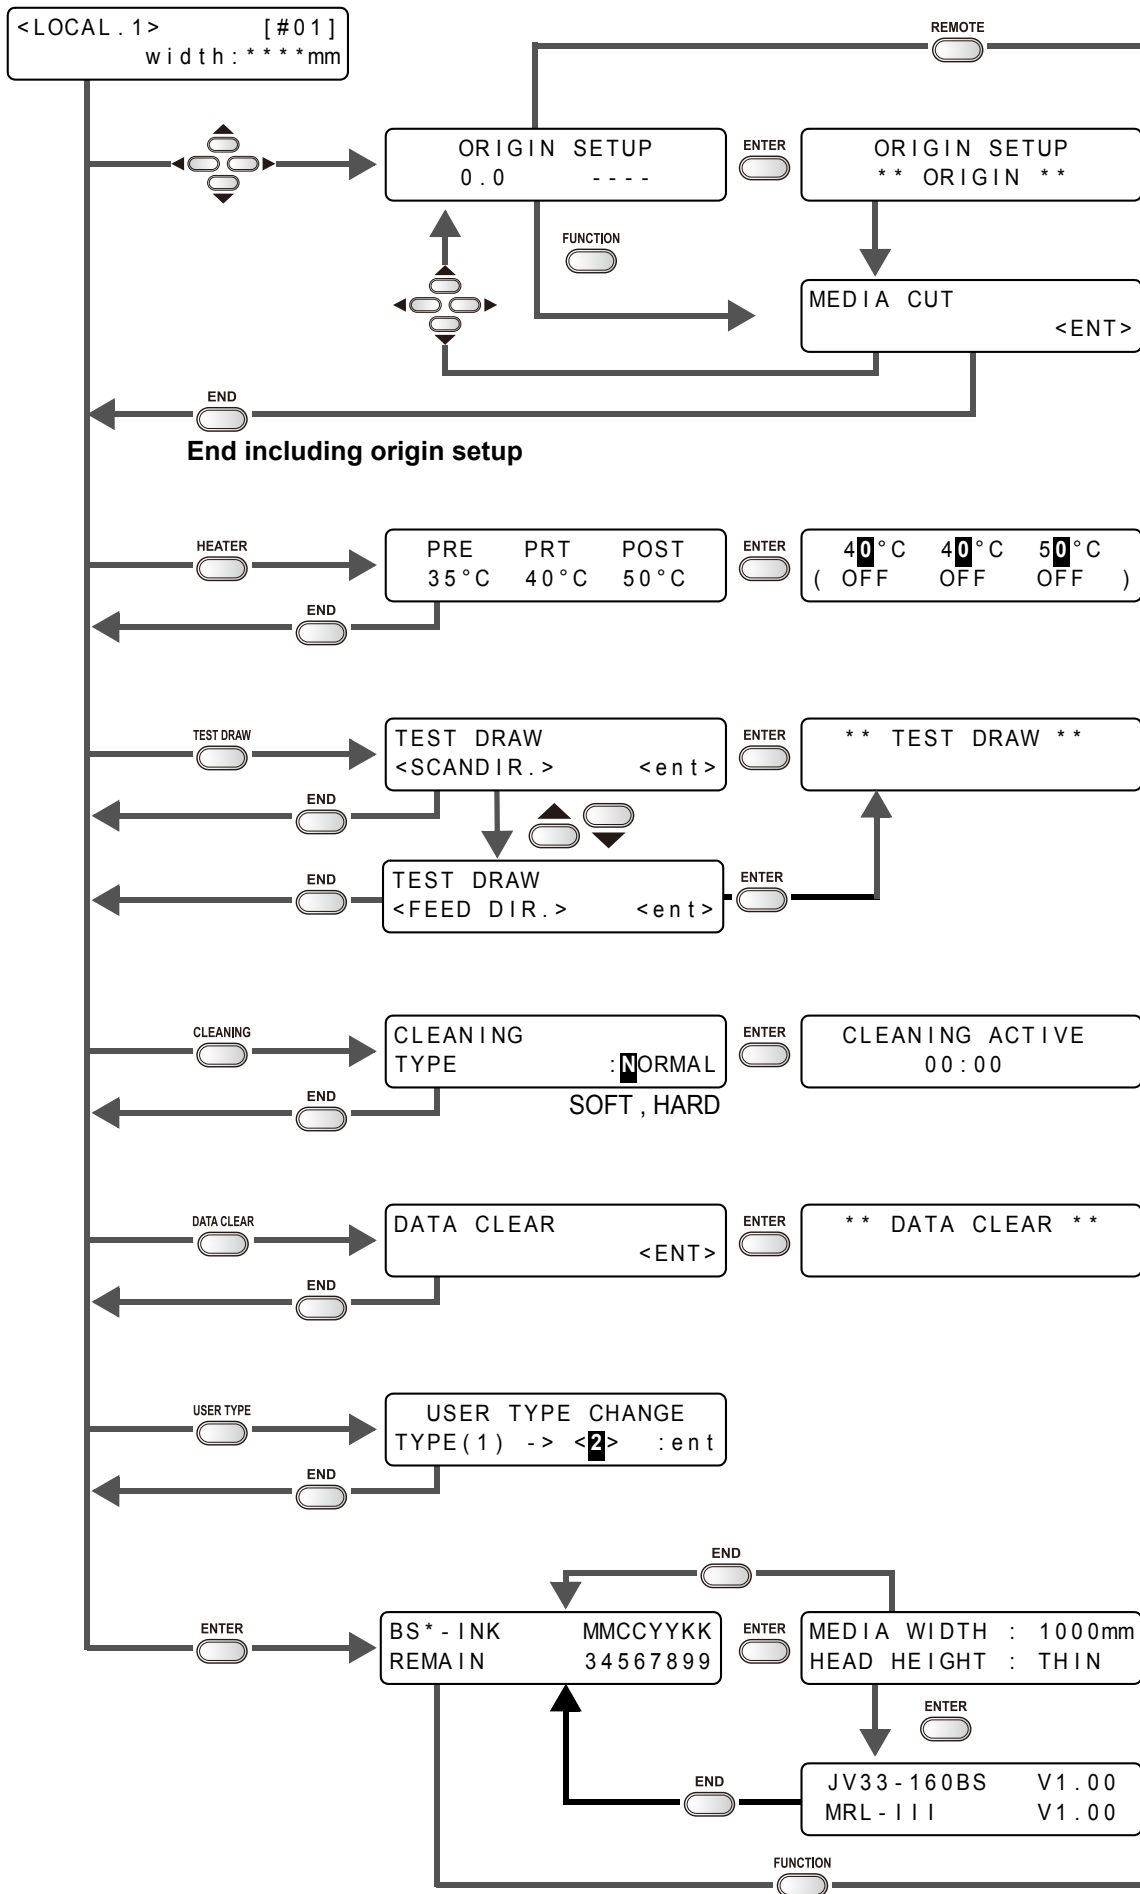 <LOCAL.1> [#01]
width:****mm
REMOTE
ORIGIN SETUP
0.0 ----
ENTER
ORIGIN SETUP
** ORIGIN **
FUNCTION
MEDIA CUT
<ENT>
END
End including origin setup
HEATER
PRE PRT POST
35°C 40°C 50°C
ENTER
40°C 40°C 50°C
( OFF OFF OFF )
END
TEST DRAW
TEST DRAW
<SCANDIR.> <ent>
ENTER
** TEST DRAW **
END
END
TEST DRAW
<FEED DIR.> <ent>
ENTER
CLEANING
CLEANING
TYPE :NORMAL
ENTER
CLEANING ACTIVE
00:00
END
SOFT , HARD
DATA CLEAR
DATA CLEAR
<ENT>
ENTER
** DATA CLEAR **
END
USER TYPE
USER TYPE CHANGE
TYPE(1) -> <2> :ent
END
END
ENTER
BS*-INK MMCCYYKK
REMAIN 34567899
ENTER
MEDIA WIDTH : 1000mm
HEAD HEIGHT : THIN
ENTER
END
JV33-160BS V1.00
MRL-III V1.00
FUNCTION